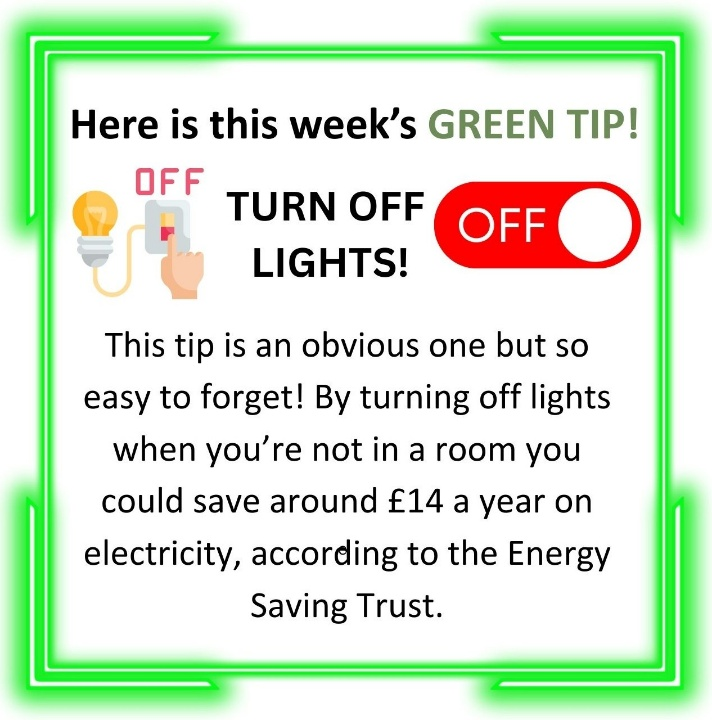 Here is this week’s GREEN TIP!
OFF
TURN OFF
LIGHTS!
OFF
This tip is an obvious one but so
easy to forget! By turning off lights
when you’re not in a room you
could save around £14 a year on
electricity, according to the Energy
Saving Trust.